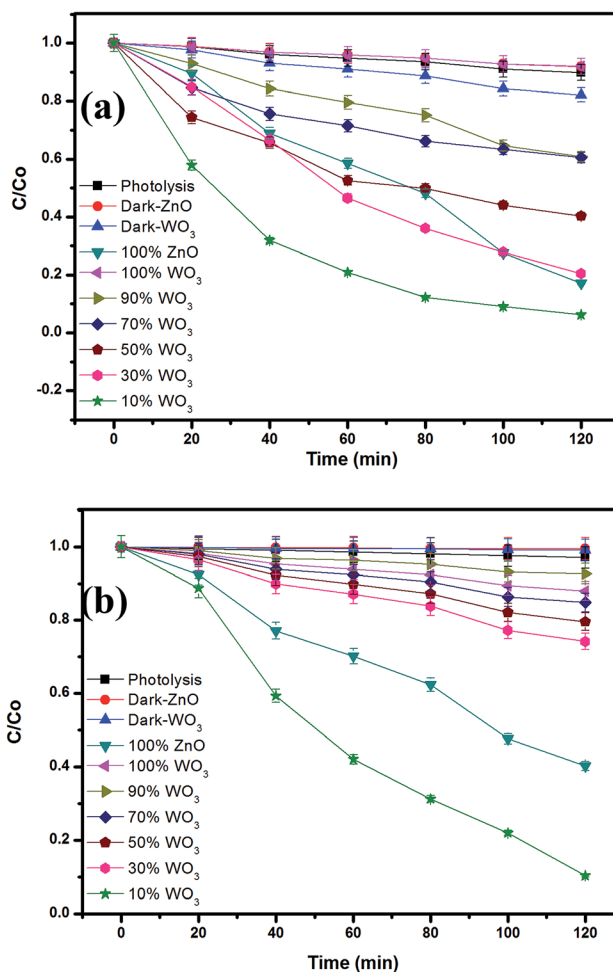 1.0
0.8
0.6
0.4
0.2
0.0
-0.2
C/Co
(a)
Photolysis
Dark-ZnO
Dark-WO₃
100% ZnO
100% WO₃
90% WO₃
70% WO₃
50% WO₃
30% WO₃
10% WO₃
0 20 40 60 80 100 120
Time (min)
1.0
0.8
0.6
0.4
0.2
0.0
C/Co
(b)
Photolysis
Dark-ZnO
Dark-WO₃
100% ZnO
100% WO₃
90% WO₃
70% WO₃
50% WO₃
30% WO₃
10% WO₃
0 20 40 60 80 100 120
Time (min)